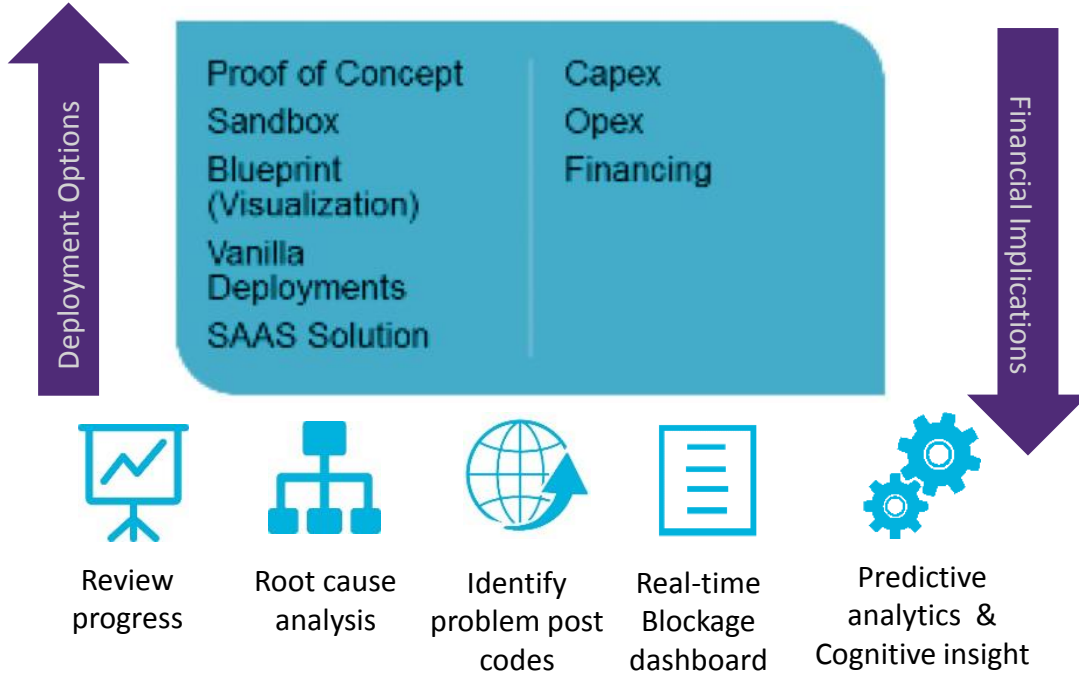 Deployment Options
Proof of Concept
Sandbox
Blueprint
(Visualization)
Vanilla
Deployments
SAAS Solution
Capex
Opex
Financing
Financial Implications
Review
progress
Root cause
analysis
Identify
problem post
codes
Real-time
Blockage
dashboard
Predictive
analytics &
Cognitive insight